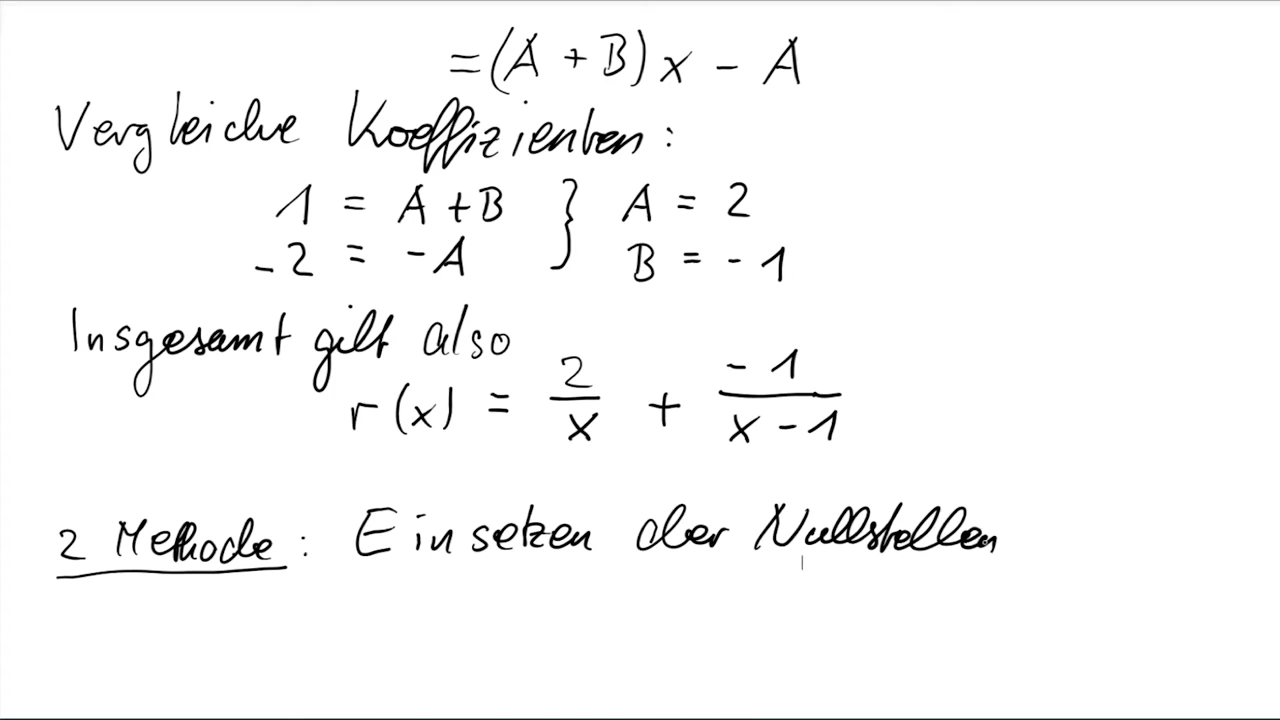 = (A + B) x - A
Vergleiche Koeffizienten:
1 = A + B } A = 2
-2 = -A } B = -1
Insgesamt gilt also
r(x) = 2/x + -1/(x-1)
2 Methode: Einsetzen der Nullstellen